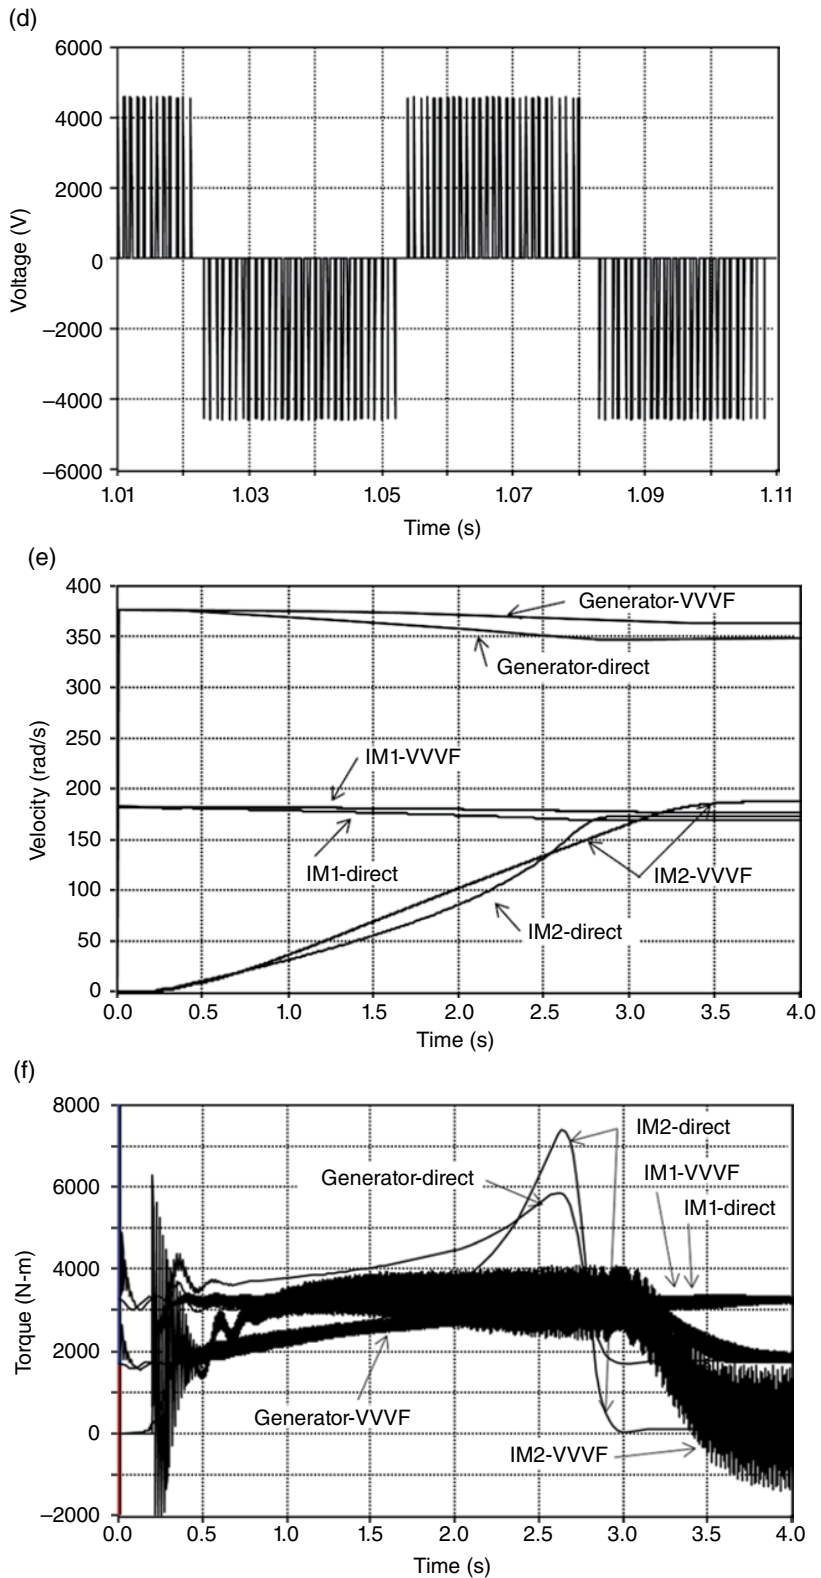 (d)
6000
4000
2000
0
–2000
–4000
–6000
Voltage (V)
1.01 1.03 1.05 1.07 1.09 1.11
Time (s)
(e)
400
350
300
250
200
150
100
50
0
Velocity (rad/s)
Generator-VVVF
Generator-direct
IM1-VVVF
IM1-direct
IM2-VVVF
IM2-direct
0.0 0.5 1.0 1.5 2.0 2.5 3.0 3.5 4.0
Time (s)
(f)
8000
6000
4000
2000
0
–2000
Torque (N-m)
IM2-direct
Generator-direct
IM1-VVVF
IM1-direct
Generator-VVVF
IM2-VVVF
0.0 0.5 1.0 1.5 2.0 2.5 3.0 3.5 4.0
Time (s)